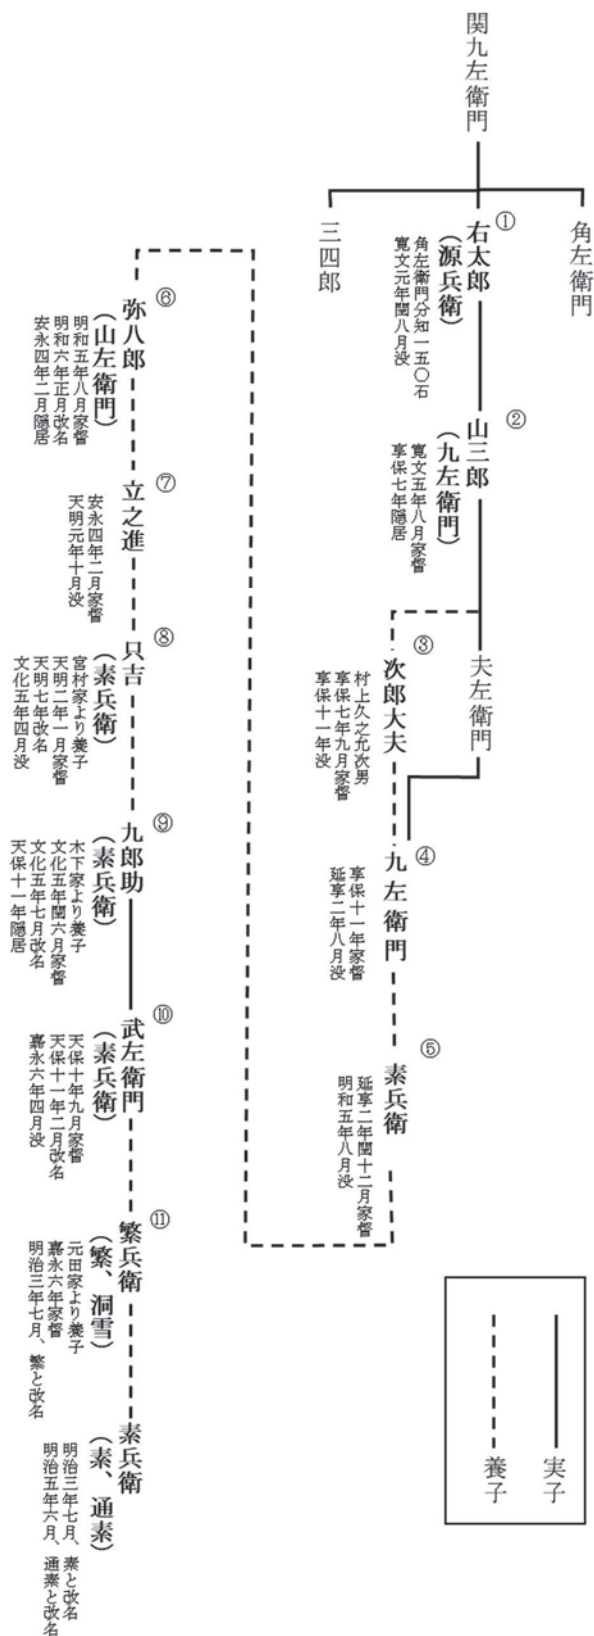 関九左衛門
角左衛門
①
右太郎
(源兵衛)
角左衛門分知一五〇石
寛文元年閏八月没
三四郎
②
山三郎
(九左衛門)
寛文五年八月家督
享保七年隠居
夫左衛門
③
次郎大夫
村上久之允次男
享保七年九月家督
享保十一年没
④
九左衛門
享保十一年家督
延享二年八月没
⑤
素兵衛
延享二年閏十二月家督
明和五年八月没
⑥
弥八郎
(山左衛門)
明和五年八月家督
明和六年正月改名
安永四年二月隠居
⑦
立之進
安永四年二月家督
天明元年十月没
⑧
只吉
(素兵衛)
宮村家より養子
天明二年一月家督
天明七年改名
文化五年四月没
⑨
九郎助
(素兵衛)
木下家より養子
文化五年閏六月家督
文化五年七月改名
天保十一年隠居
⑩
武左衛門
(素兵衛)
天保十年九月家督
天保十一年二月改名
嘉永六年四月没
⑪
繁兵衛
(繁、洞雪)
元田家より養子
嘉永六年家督
明治三年七月、繁と改名
素兵衛
(素、通素)
明治三年七月、素と改名
明治五年六月、通素と改名
実子
養子